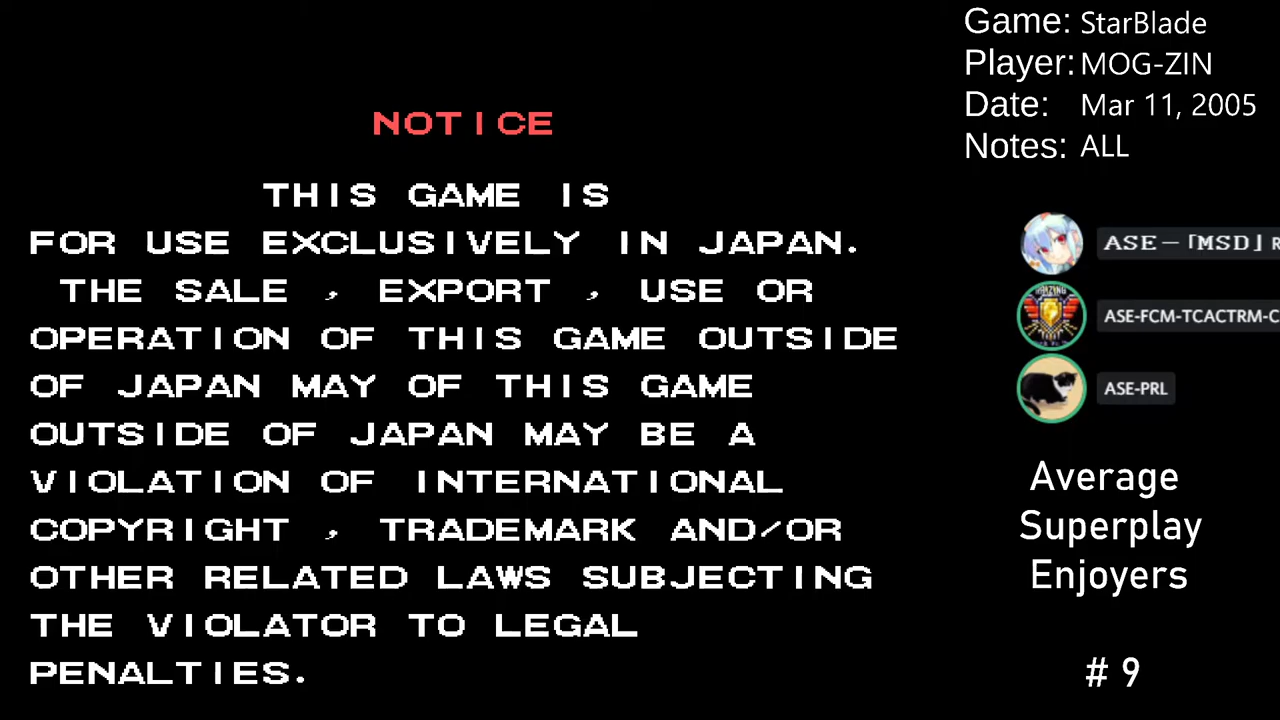 NOTICE
THIS GAME IS
FOR USE EXCLUSIVELY IN JAPAN.
THE SALE , EXPORT , USE OR
OPERATION OF THIS GAME OUTSIDE
OF JAPAN MAY OF THIS GAME
OUTSIDE OF JAPAN MAY BE A
VIOLATION OF INTERNATIONAL
COPYRIGHT , TRADEMARK AND/OR
OTHER RELATED LAWS SUBJECTING
THE VIOLATOR TO LEGAL
PENALTIES.
Game: StarBlade
Player: MOG-ZIN
Date: Mar 11, 2005
Notes: ALL
ASE-「MSD」R
ASE-FCM-TCACTRM-C
ASE-PRL
Average
Superplay
Enjoyers
# 9